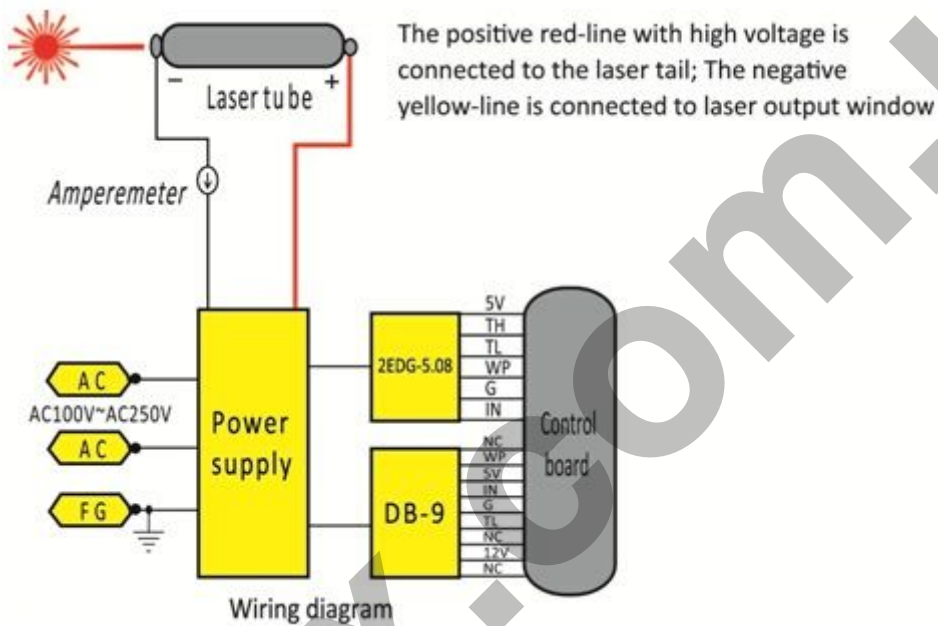 The positive red-line with high voltage is
connected to the laser tail; The negative
yellow-line is connected to laser output window
− +
Laser tube
Amperemeter
5V
TH
TL
WP
G
IN
2EDG-5.08
AC
AC100V~AC250V
AC
FG
Power
supply
Control
board
NC
WP
5V
IN
G
TL
NC
12V
NC
DB-9
Wiring diagram